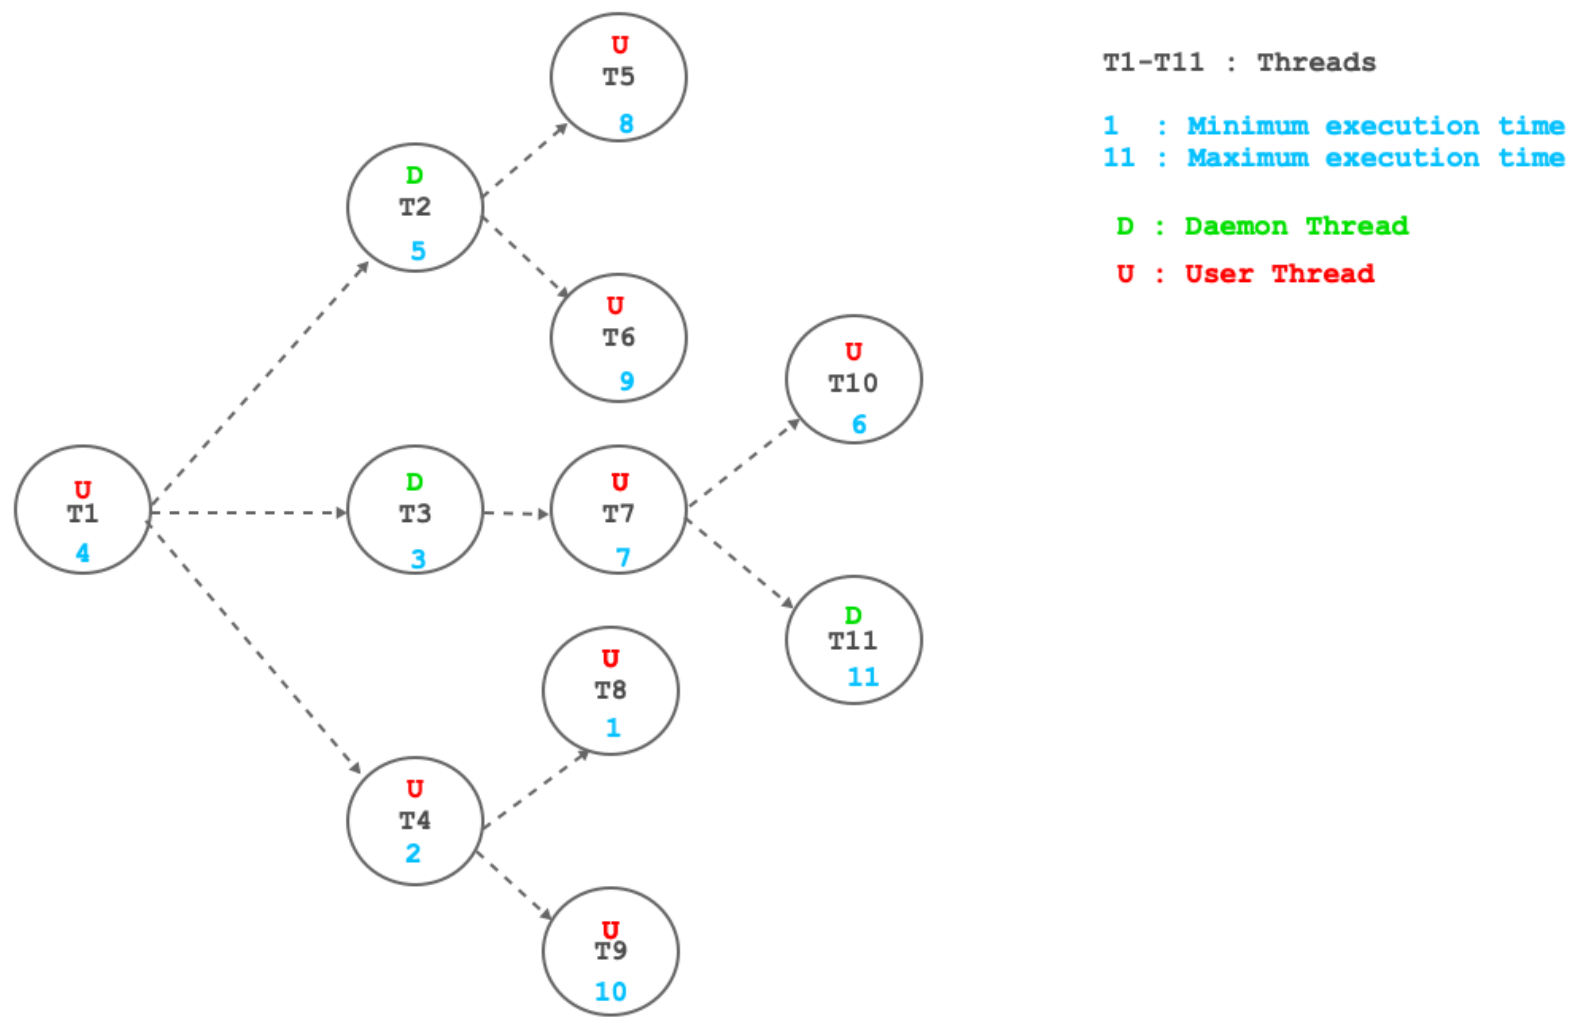 U
T5
8
D
T2
5
U
T6
9
U
T10
6
U
T1
4
D
T3
3
U
T7
7
D
T11
11
U
T8
1
U
T4
2
U
T9
10
T1-T11 : Threads
1 : Minimum execution time
11 : Maximum execution time
D : Daemon Thread
U : User Thread